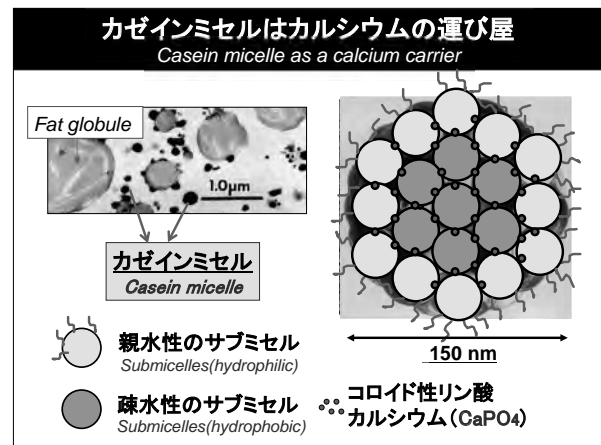 カゼインミセルはカルシウムの運び屋
Casein micelle as a calcium carrier
Fat globule
1.0μm
カゼインミセル
Casein micelle
150 nm
親水性のサブミセル
Submicelles(hydrophilic)
疎水性のサブミセル
Submicelles(hydrophobic)
コロイド性リン酸
カルシウム(CaPO4)